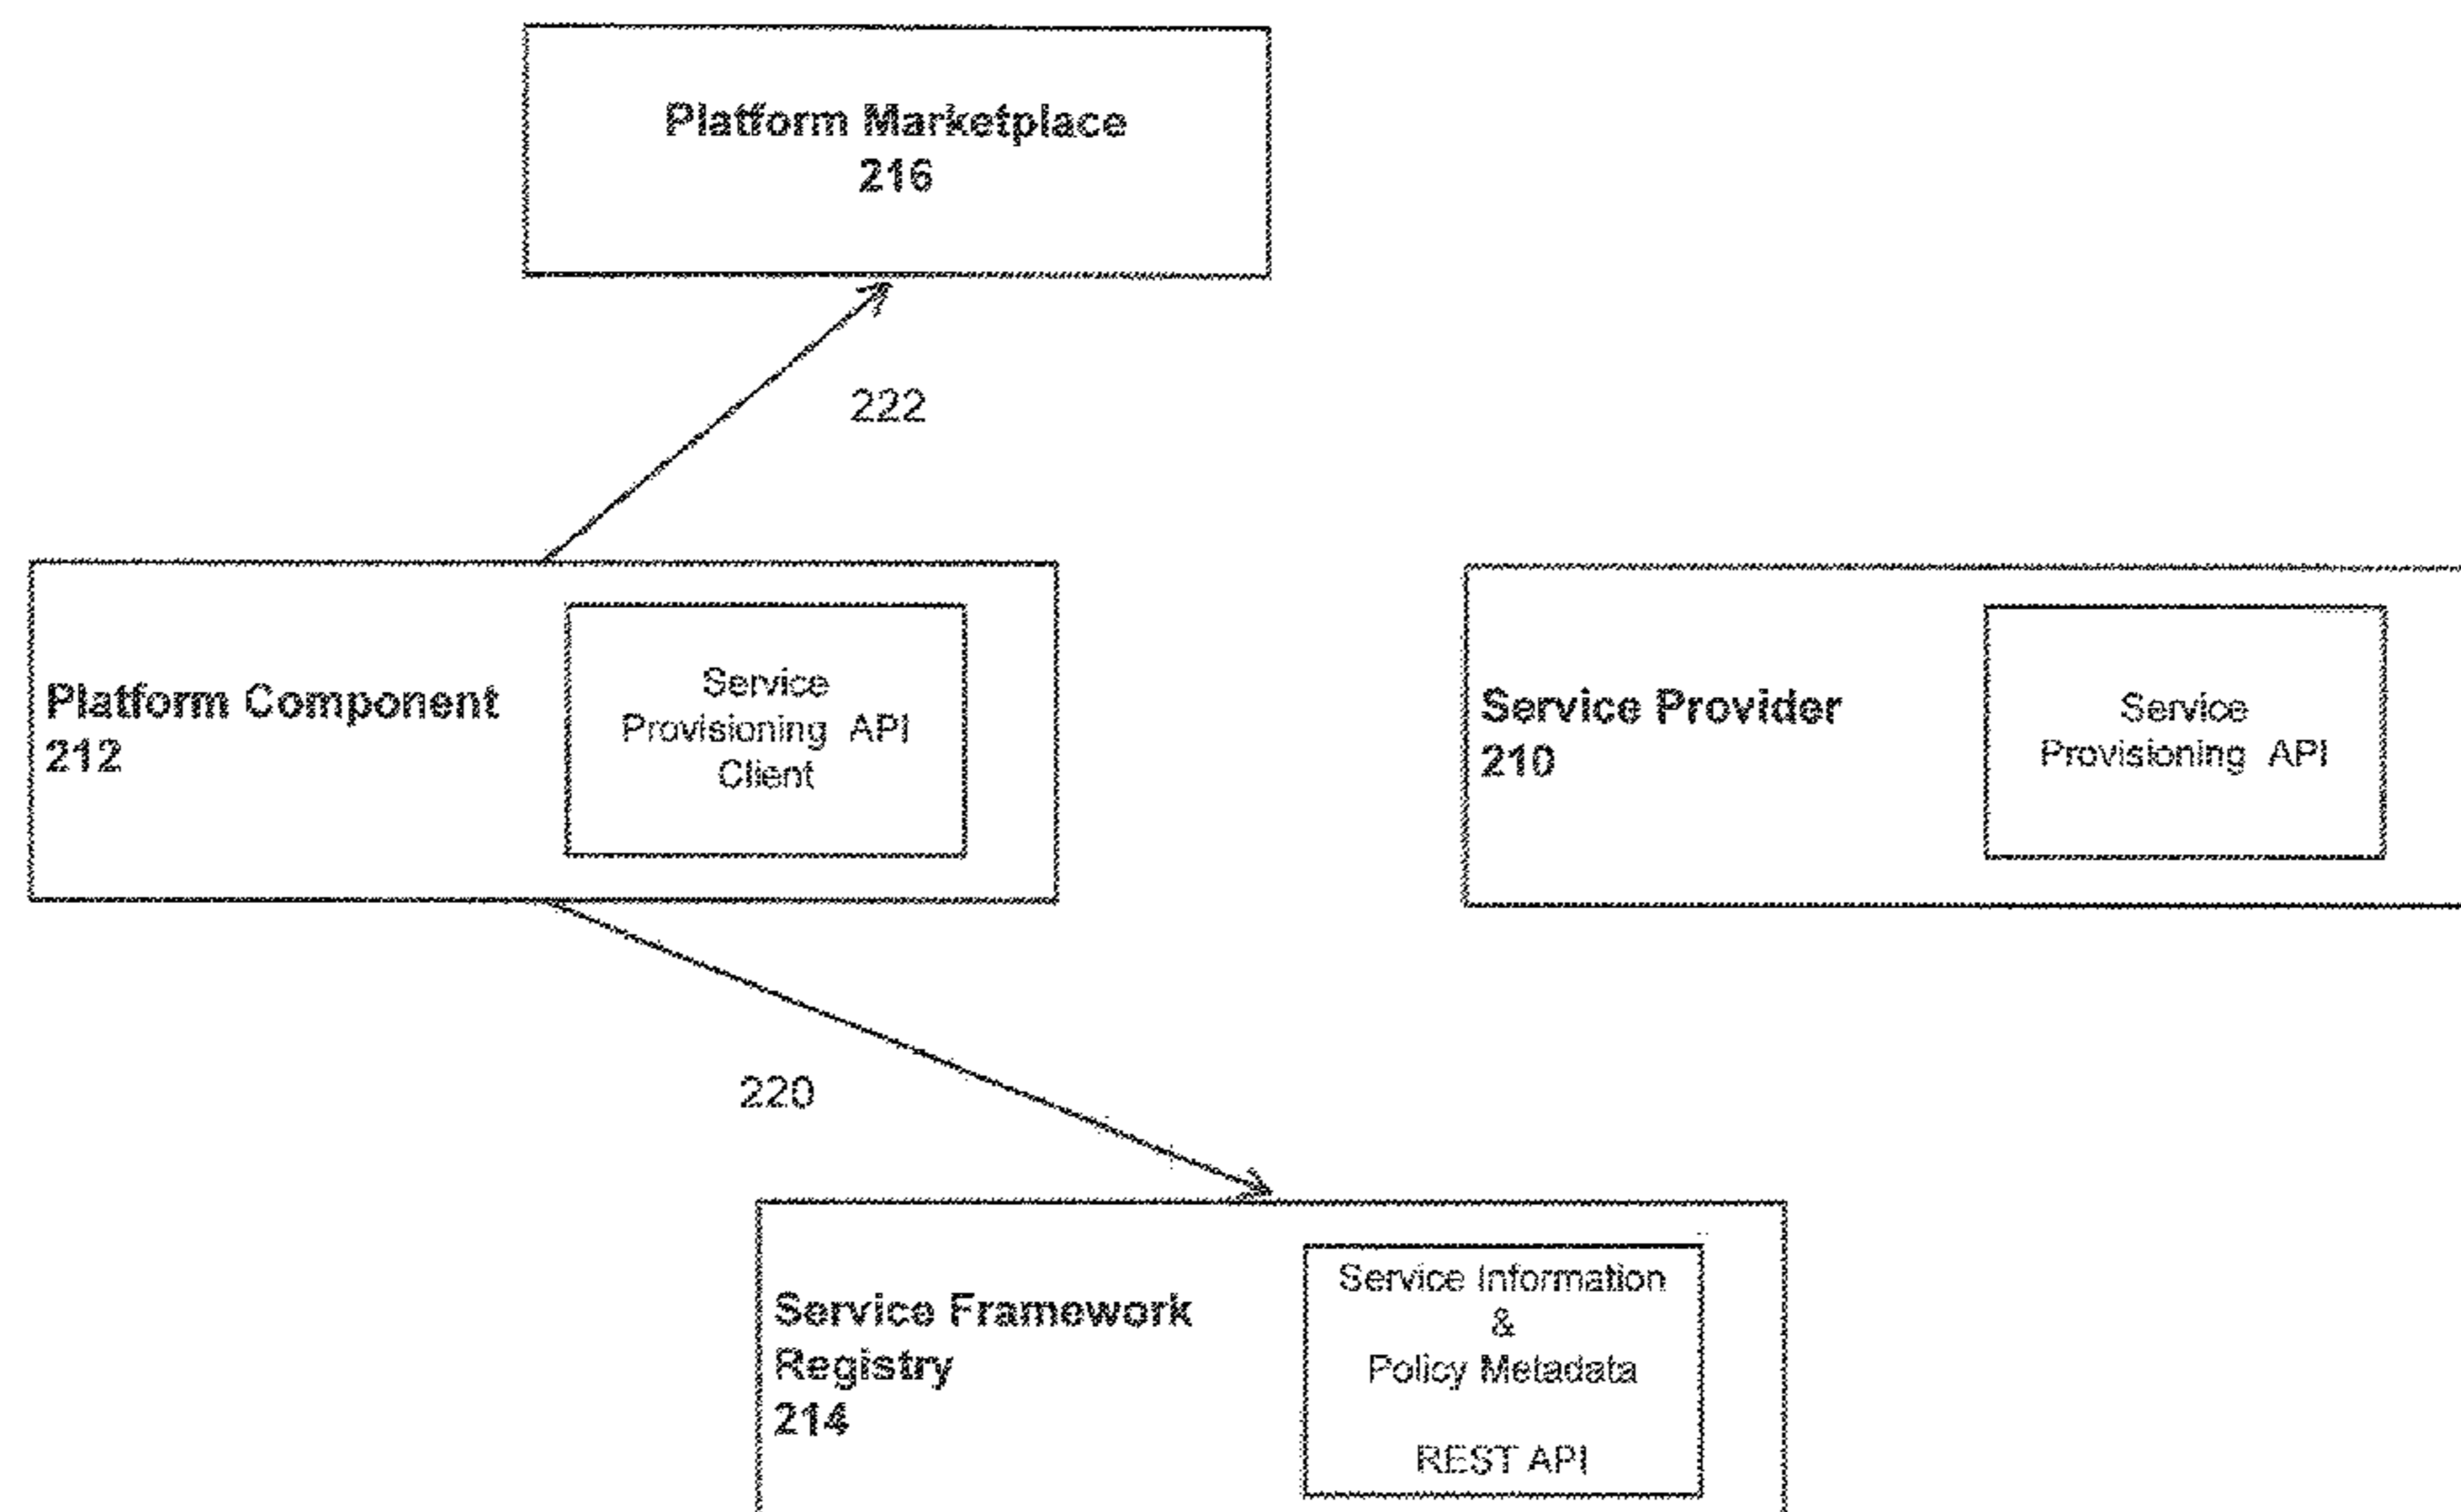 Platform Marketplace
216
222
Platform Component
212
Service
Provisioning API
Client
Service Provider
210
Service
Provisioning API
220
Service Framework
Registry
214
Service Information
&
Policy Metadata
REST API